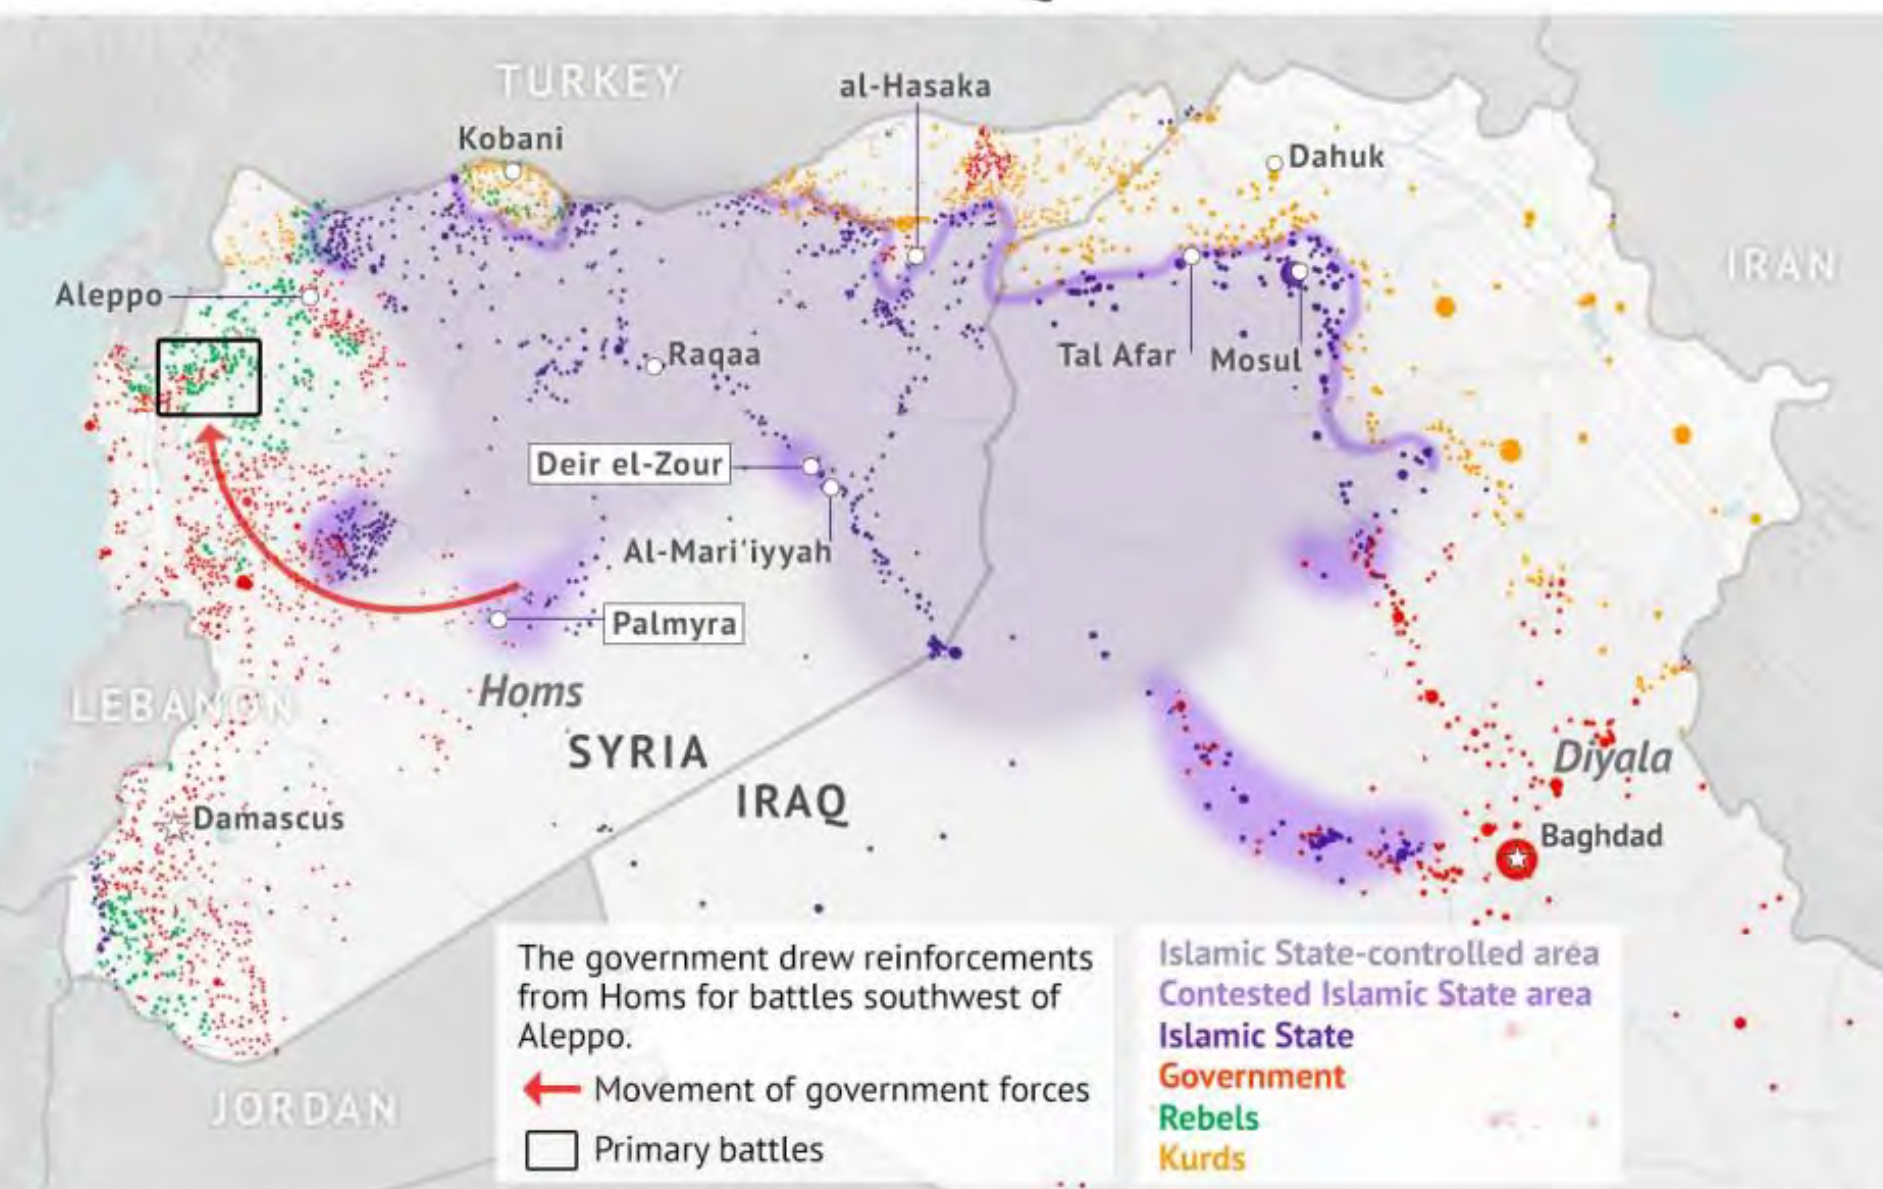 TURKEY
al-Hasaka
Kobani
Dahuk
IRAN
Aleppo
Raqaa
Tal Afar
Mosul
Deir el-Zour
Al-Mari'iyyah
Palmyra
Homs
LEBANON
SYRIA
Diyala
IRAQ
Damascus
Baghdad
JORDAN
The government drew reinforcements
from Homs for battles southwest of
Aleppo.
Movement of government forces
Primary battles
Islamic State-controlled area
Contested Islamic State area
Islamic State
Government
Rebels
Kurds